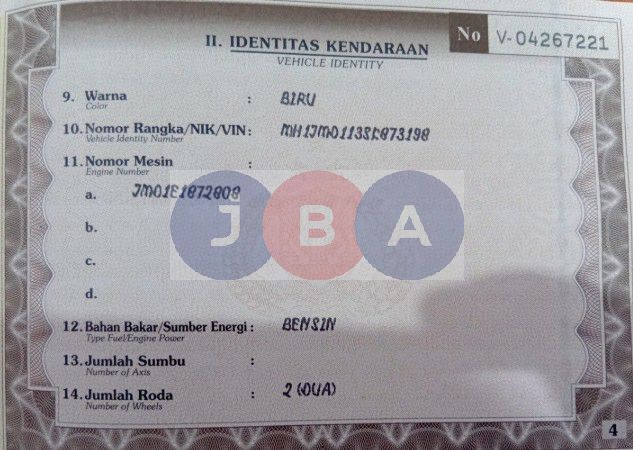 No V-04267221
II. IDENTITAS KENDARAAN
VEHICLE IDENTITY
9. Warna : BIRU
Color
10. Nomor Rangka/NIK/VIN : MH1JM0113SK873198
Vehicle Identity Number
11. Nomor Mesin :
Engine Number
a. JM01E1872808
b.
c.
d.
JBA
12. Bahan Bakar/Sumber Energi : BENSIN
Type Fuel/Engine Power
13. Jumlah Sumbu :
Number of Axis
14. Jumlah Roda : 2 (DUA)
Number of Wheels
4